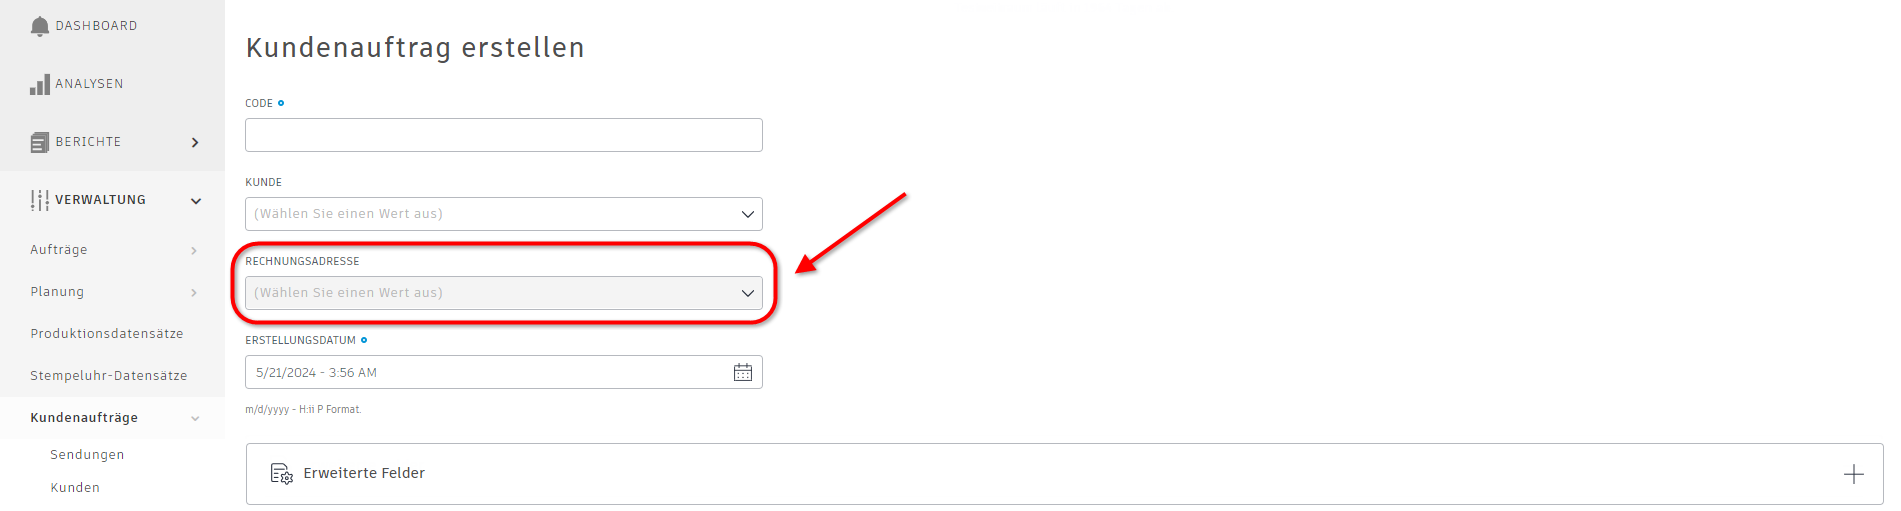 DASHBOARD
ANALYSEN
BERICHTE
VERWALTUNG
Aufträge
Planung
Produktionsdatensätze
Stempeluhr-Datensätze
Kundenaufträge
Sendungen
Kunden
Kundenauftrag erstellen
CODE
KUNDE
(Wählen Sie einen Wert aus)
RECHNUNGSADRESSE
(Wählen Sie einen Wert aus)
ERSTELLUNGSDATUM
5/21/2024 - 3:56 AM
m/d/yyyy - H:ii P Format.
Erweiterte Felder